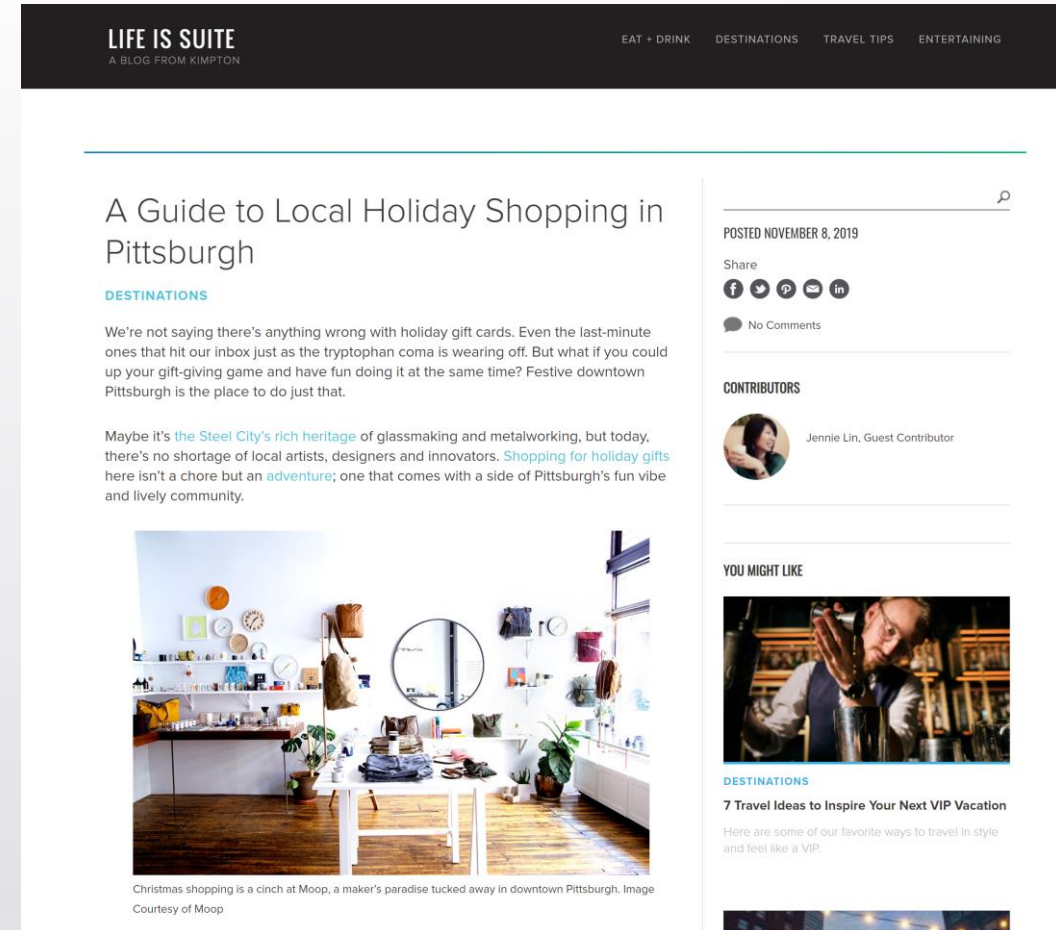 LIFE IS SUITE
A BLOG FROM KIMPTON
EAT + DRINK DESTINATIONS TRAVEL TIPS ENTERTAINING
A Guide to Local Holiday Shopping in
Pittsburgh
DESTINATIONS
We're not saying there's anything wrong with holiday gift cards. Even the last-minute
ones that hit our inbox just as the tryptophan coma is wearing off. But what if you could
up your gift-giving game and have fun doing it at the same time? Festive downtown
Pittsburgh is the place to do just that.
Maybe it's the Steel City's rich heritage of glassmaking and metalworking, but today,
there's no shortage of local artists, designers and innovators. Shopping for holiday gifts
here isn't a chore but an adventure; one that comes with a side of Pittsburgh's fun vibe
and lively community.
Christmas shopping is a cinch at Moop, a maker's paradise tucked away in downtown Pittsburgh. Image
Courtesy of Moop
POSTED NOVEMBER 8, 2019
Share
No Comments
CONTRIBUTORS
Jennie Lin, Guest Contributor
YOU MIGHT LIKE
DESTINATIONS
7 Travel Ideas to Inspire Your Next VIP Vacation
Here are some of our favorite ways to travel in style
and feel like a VIP.